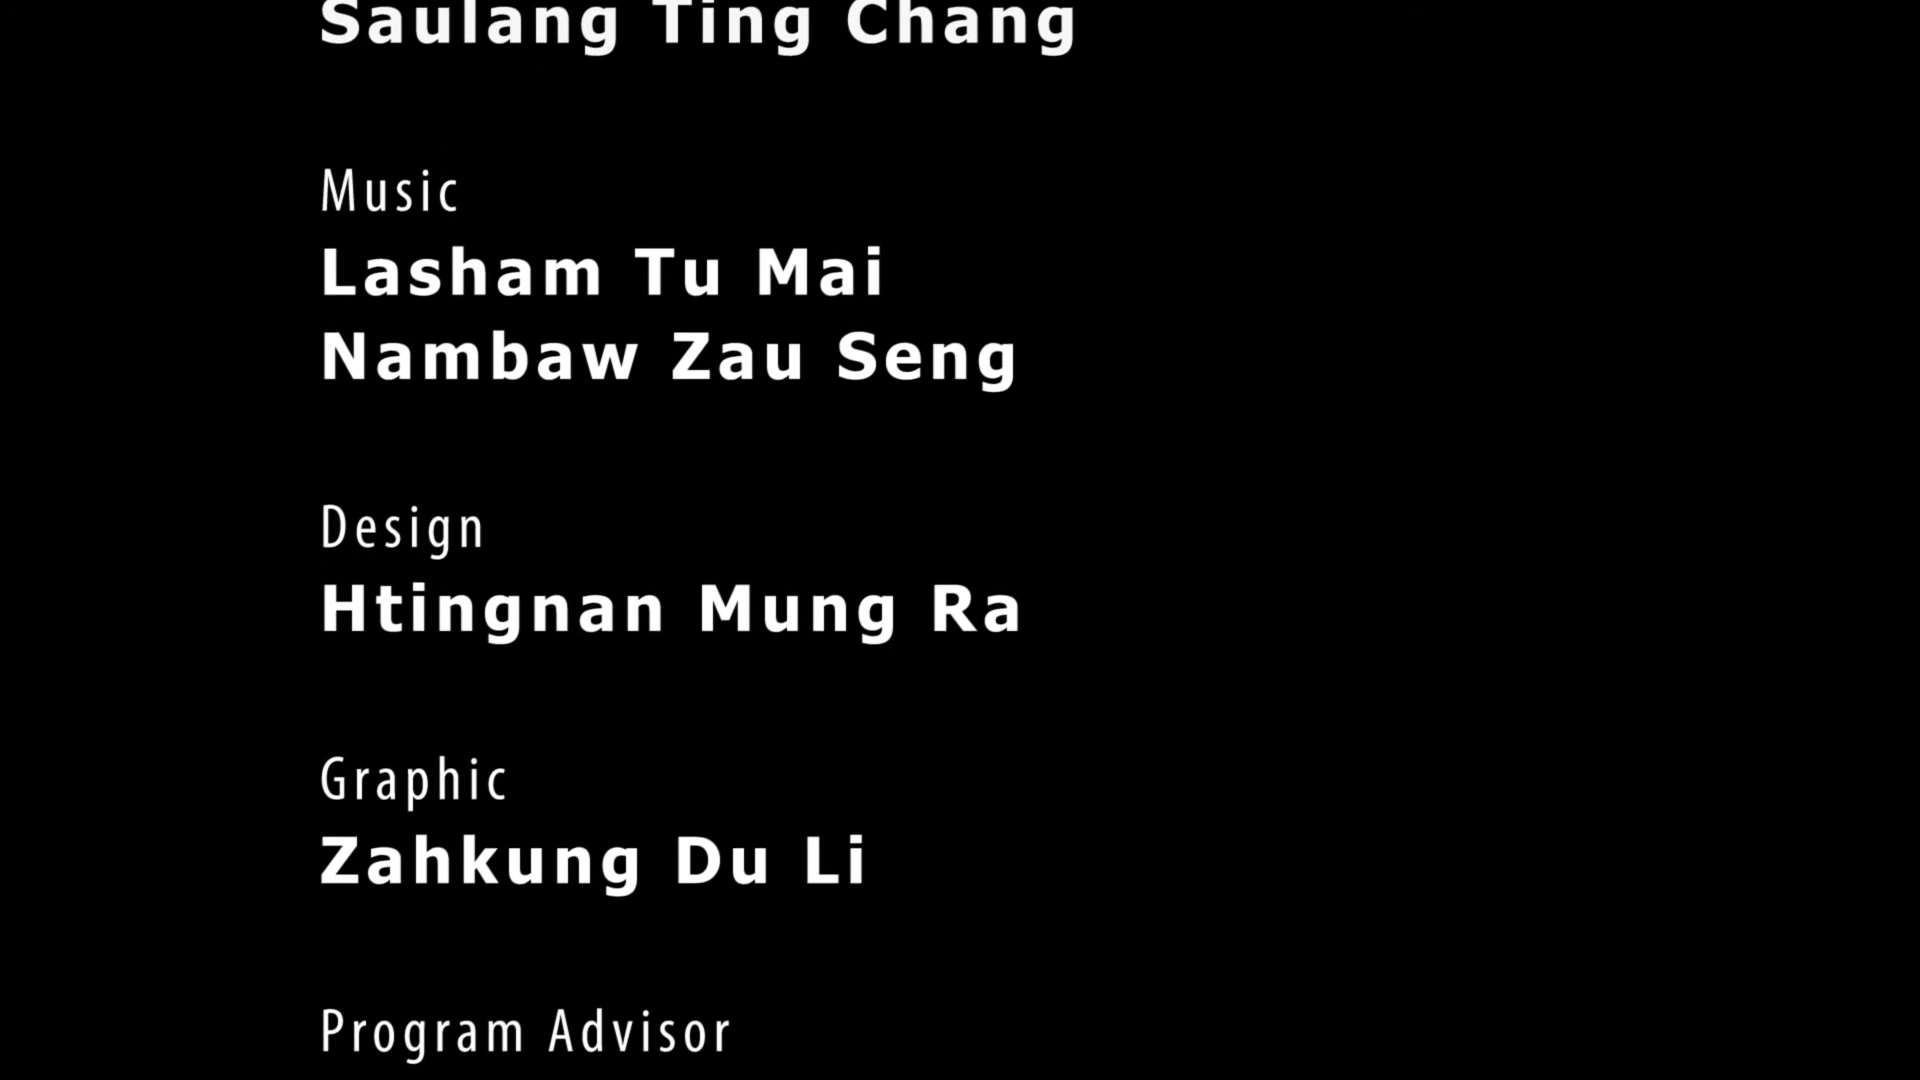 Saulang Ting Chang
Music
Lasham Tu Mai
Nambaw Zau Seng
Design
Htingnan Mung Ra
Graphic
Zahkung Du Li
Program Advisor